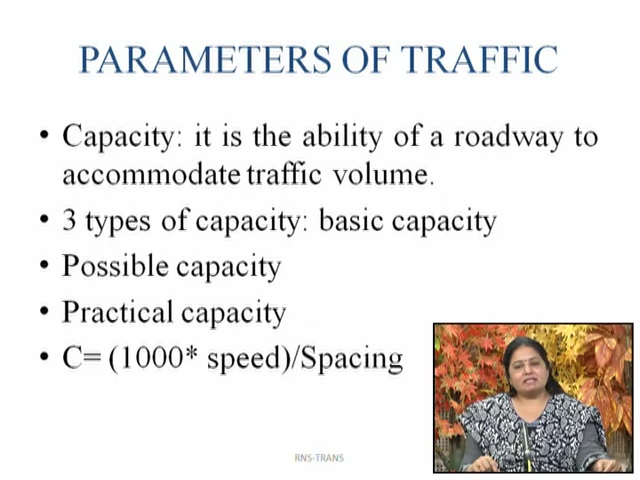 PARAMETERS OF TRAFFIC
• Capacity: it is the ability of a roadway to
accommodate traffic volume.
• 3 types of capacity: basic capacity
• Possible capacity
• Practical capacity
• C= (1000* speed)/Spacing
RNS-TRANS